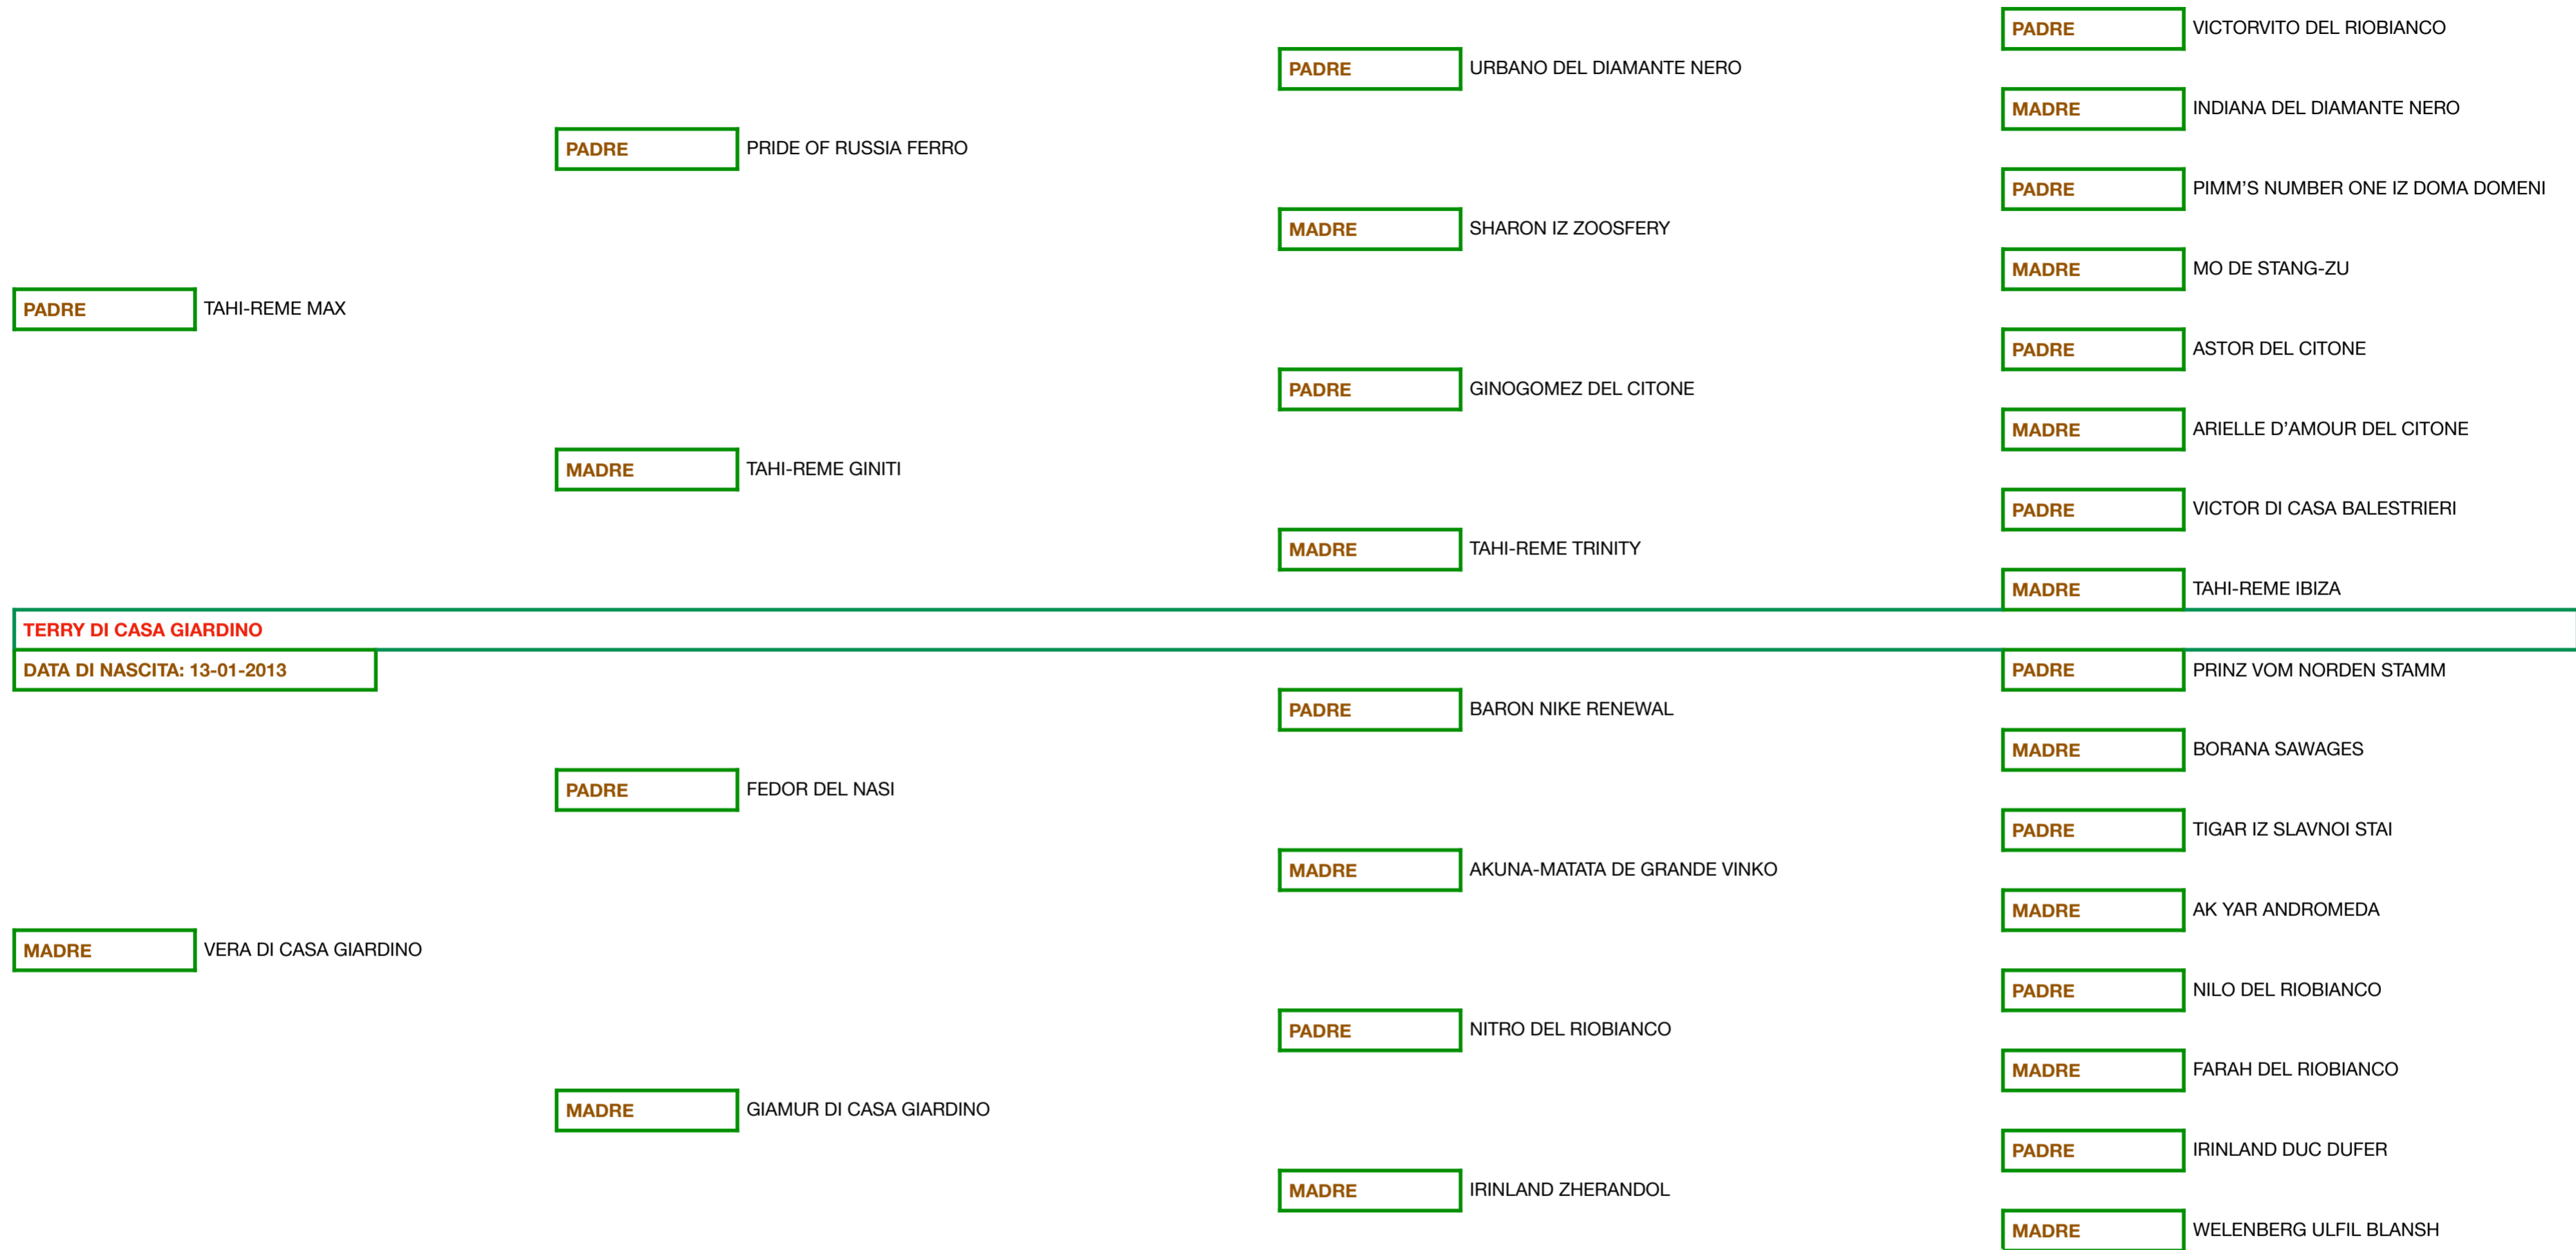 PADRE VICTORVITO DEL RIOBIANCO
PADRE URBANO DEL DIAMANTE NERO
MADRE INDIANA DEL DIAMANTE NERO
PADRE PRIDE OF RUSSIA FERRO
PADRE PIMM'S NUMBER ONE IZ DOMA DOMENI
MADRE SHARON IZ ZOOSFERY
MADRE MO DE STANG-ZU
PADRE TAHI-REME MAX
PADRE ASTOR DEL CITONE
PADRE GINOGOMEZ DEL CITONE
MADRE ARIELLE D'AMOUR DEL CITONE
MADRE TAHI-REME GINITI
PADRE VICTOR DI CASA BALESTRIERI
MADRE TAHI-REME TRINITY
MADRE TAHI-REME IBIZA
TERRY DI CASA GIARDINO
DATA DI NASCITA: 13-01-2013
PADRE PRINZ VOM NORDEN STAMM
PADRE BARON NIKE RENEWAL
MADRE BORANA SAWAGES
PADRE FEDOR DEL NASI
PADRE TIGAR IZ SLAVNOI STAI
MADRE AKUNA-MATATA DE GRANDE VINKO
MADRE AK YAR ANDROMEDA
MADRE VERA DI CASA GIARDINO
PADRE NILO DEL RIOBIANCO
PADRE NITRO DEL RIOBIANCO
MADRE FARAH DEL RIOBIANCO
MADRE GIAMUR DI CASA GIARDINO
PADRE IRINLAND DUC DUFER
MADRE IRINLAND ZHERANDOL
MADRE WELENBERG ULFIL BLANSH